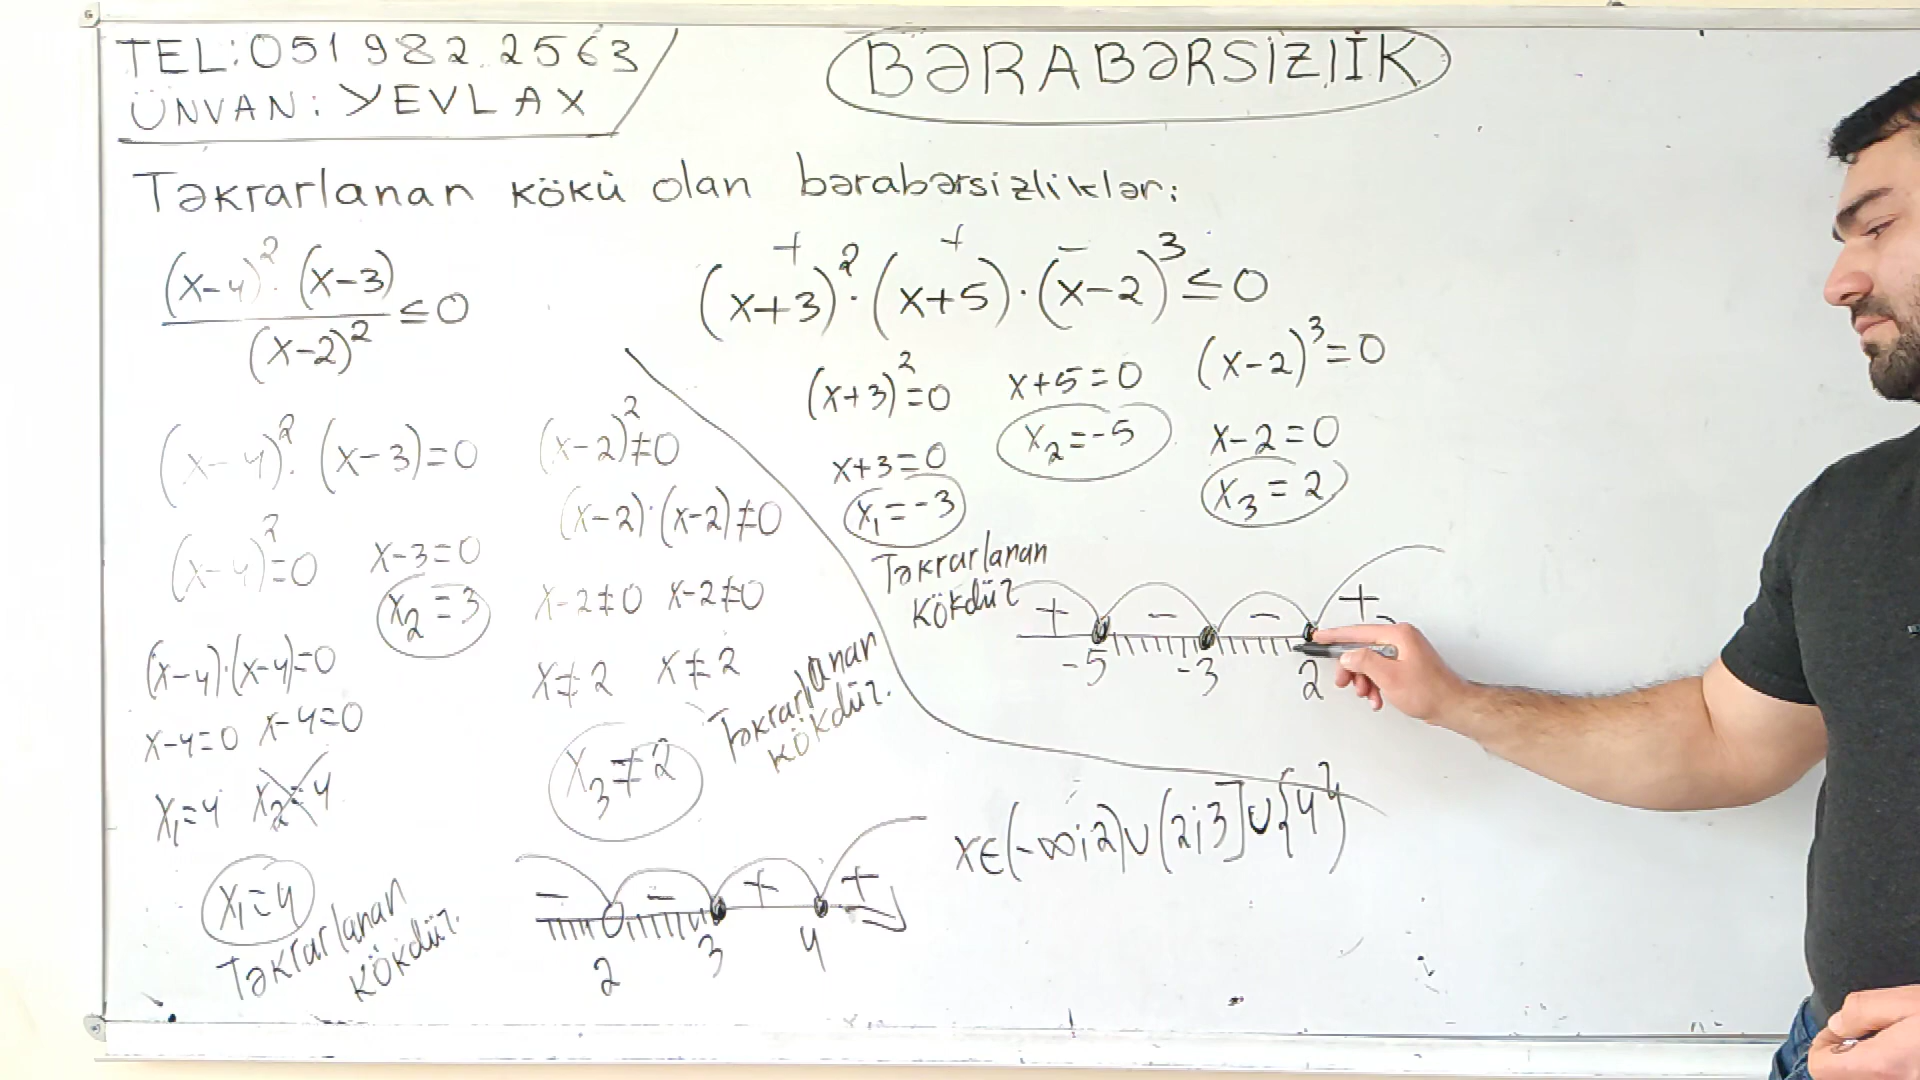 TEL: 051 982 2563
ÜNVAN: YEVLAX
BƏRABƏRSİZLİK
Təkrarlanan kökü olan bərabərsizliklər:
(x-4)²·(x-3)
(x-2)²
≤0
(x-4)²·(x-3)=0
(x-2)²≠0
(x-2)·(x-2)≠0
(x-4)²=0
x-3=0
x₂=3
x-2≠0 x-2≠0
(x-4)·(x-4)=0
x≠2 x≠2
x-4=0 x-4=0
x₁=4 x₂=4
x₃≠2
Təkrarlanan
kökdür.
x₁=4
Təkrarlanan
kökdür.
- - + +
2 3 4
+ + -
(x+3)²·(x+5)·(x-2)³≤0
(x+3)²=0
x+5=0
(x-2)³=0
x+3=0
x₂=-5
x-2=0
x₁=-3
x₃=2
Təkrarlanan
kökdür
+ - - +
-5 -3 2
x∈(-∞;2)∪(2;3]∪{4}